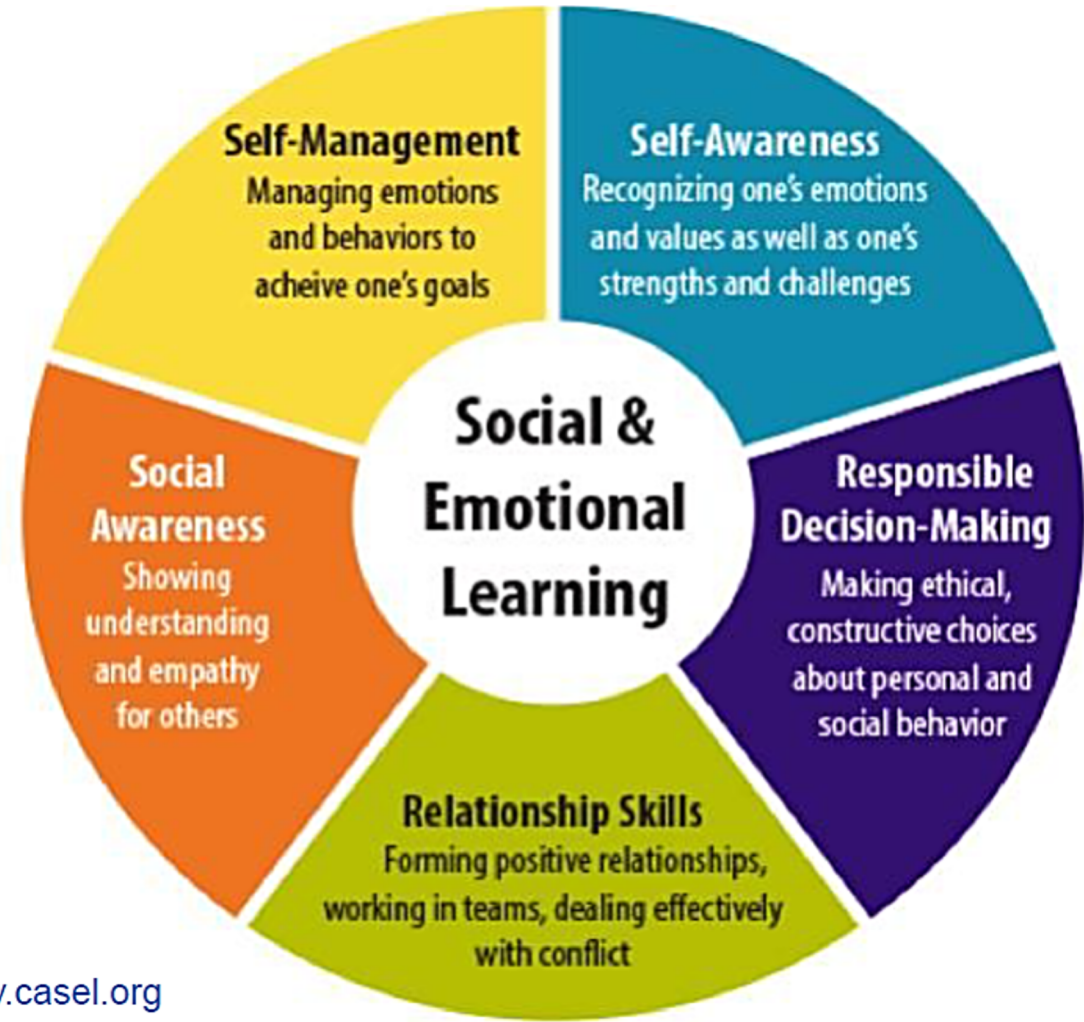 Self-Management
Managing emotions
and behaviors to
acheive one's goals
Self-Awareness
Recognizing one's emotions
and values as well as one's
strengths and challenges
Social &
Emotional
Learning
Social
Awareness
Showing
understanding
and empathy
for others
Responsible
Decision-Making
Making ethical,
constructive choices
about personal and
social behavior
Relationship Skills
Forming positive relationships,
working in teams, dealing effectively
with conflict
.casel.org